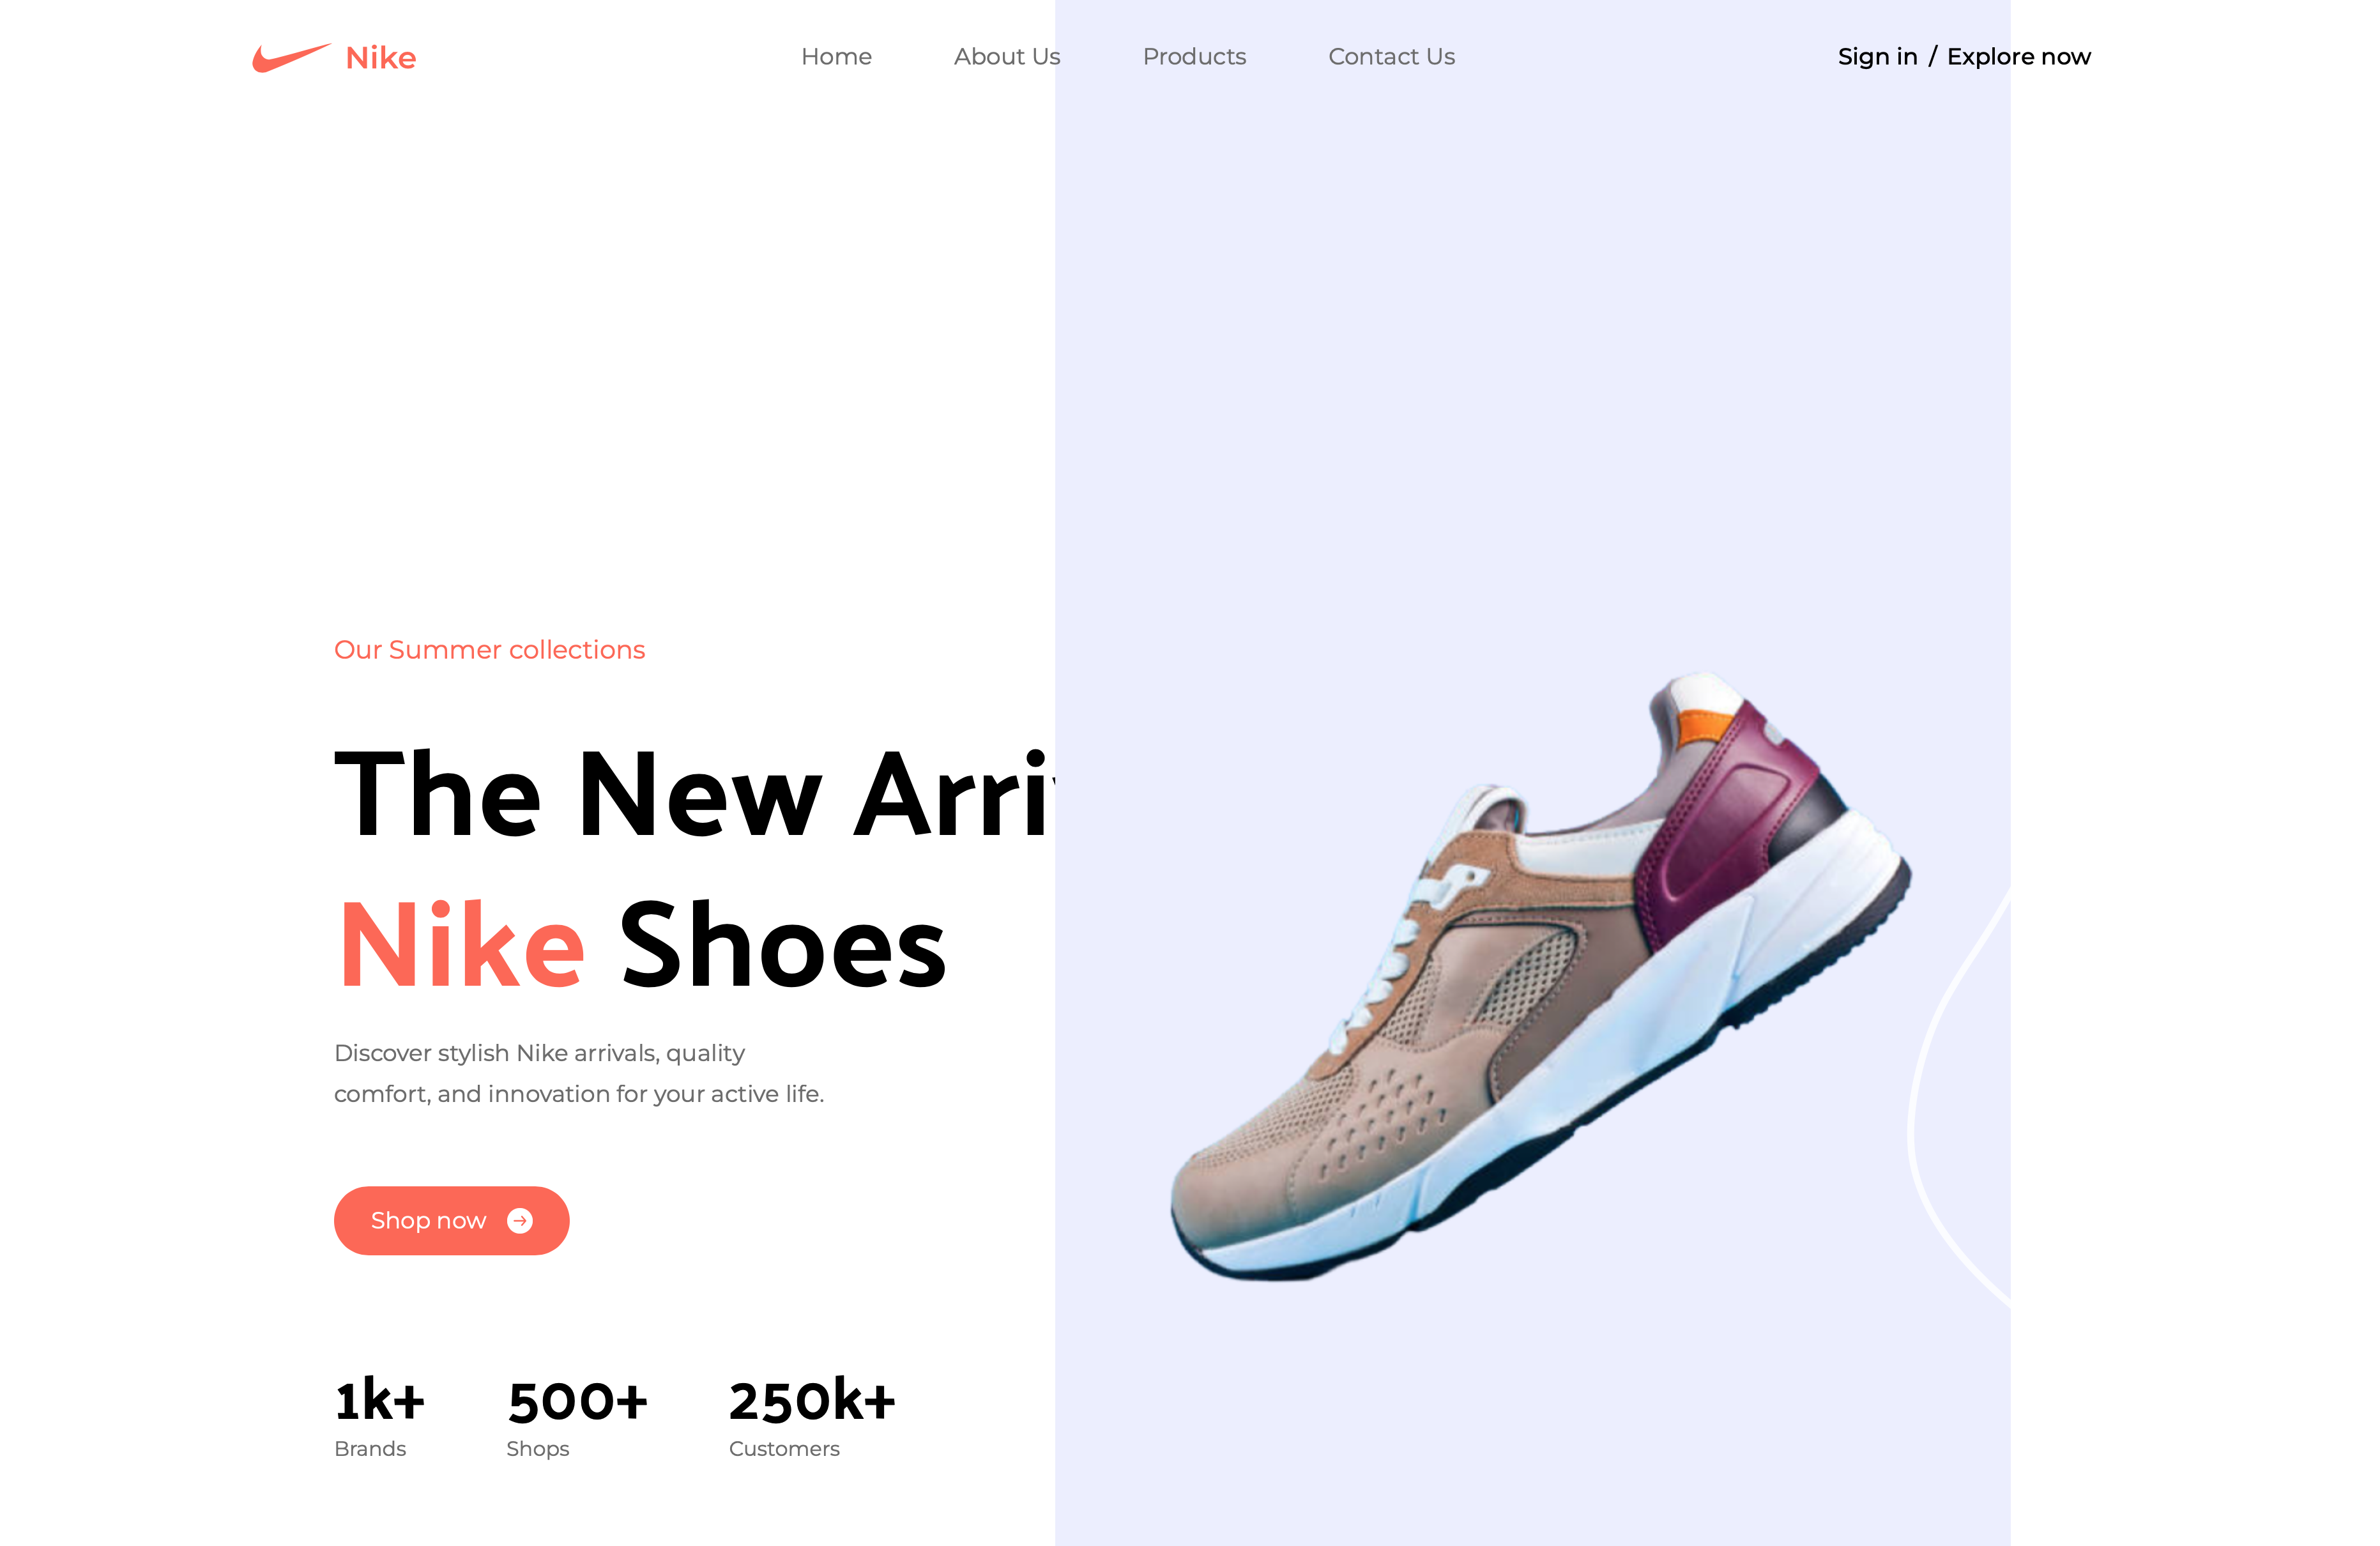 Nike
Home
About Us
Products
Contact Us
Sign in / Explore now
Our Summer collections
The New Arri
Nike Shoes
Discover stylish Nike arrivals, quality
comfort, and innovation for your active life.
Shop now
1k+
Brands
500+
Shops
250k+
Customers